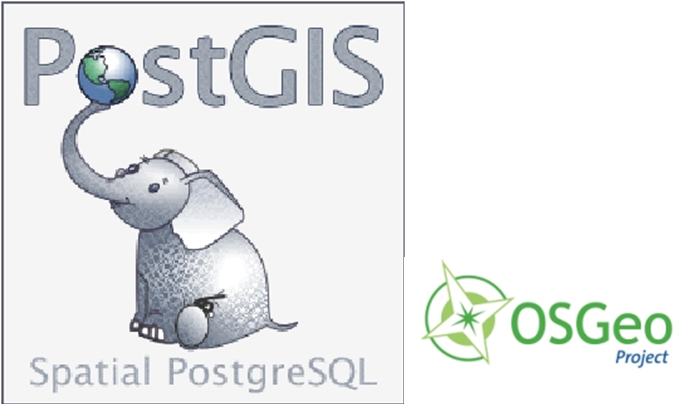 PostGIS
Spatial PostgreSQL
OSGeo
Project